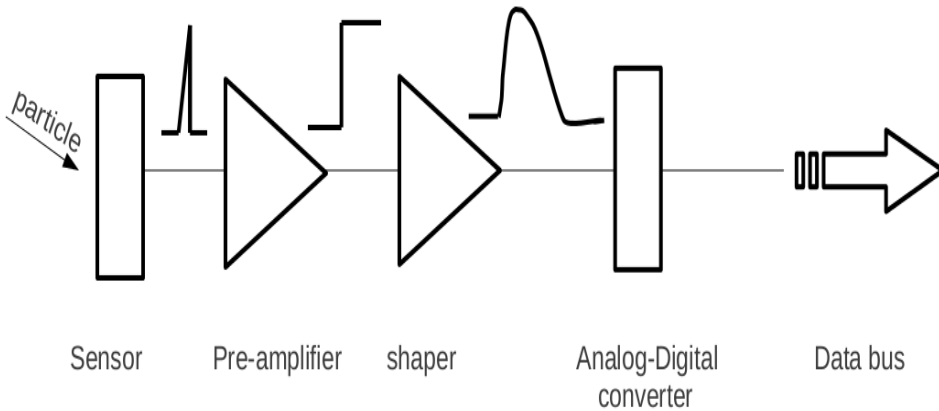 particle
Sensor
Pre-amplifier
shaper
Analog-Digital
converter
Data bus